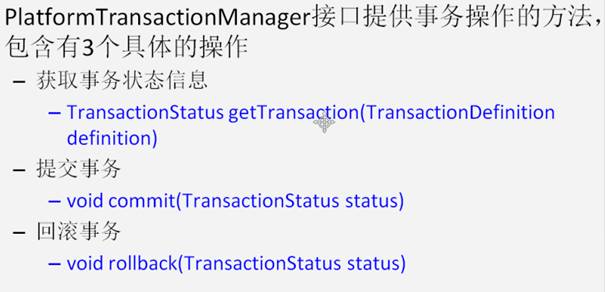 PlatformTransactionManager接口提供事务操作的方法，
包含有3个具体的操作
– 获取事务状态信息
– TransactionStatus getTransaction(TransactionDefinition
definition)
– 提交事务
– void commit(TransactionStatus status)
– 回滚事务
– void rollback(TransactionStatus status)